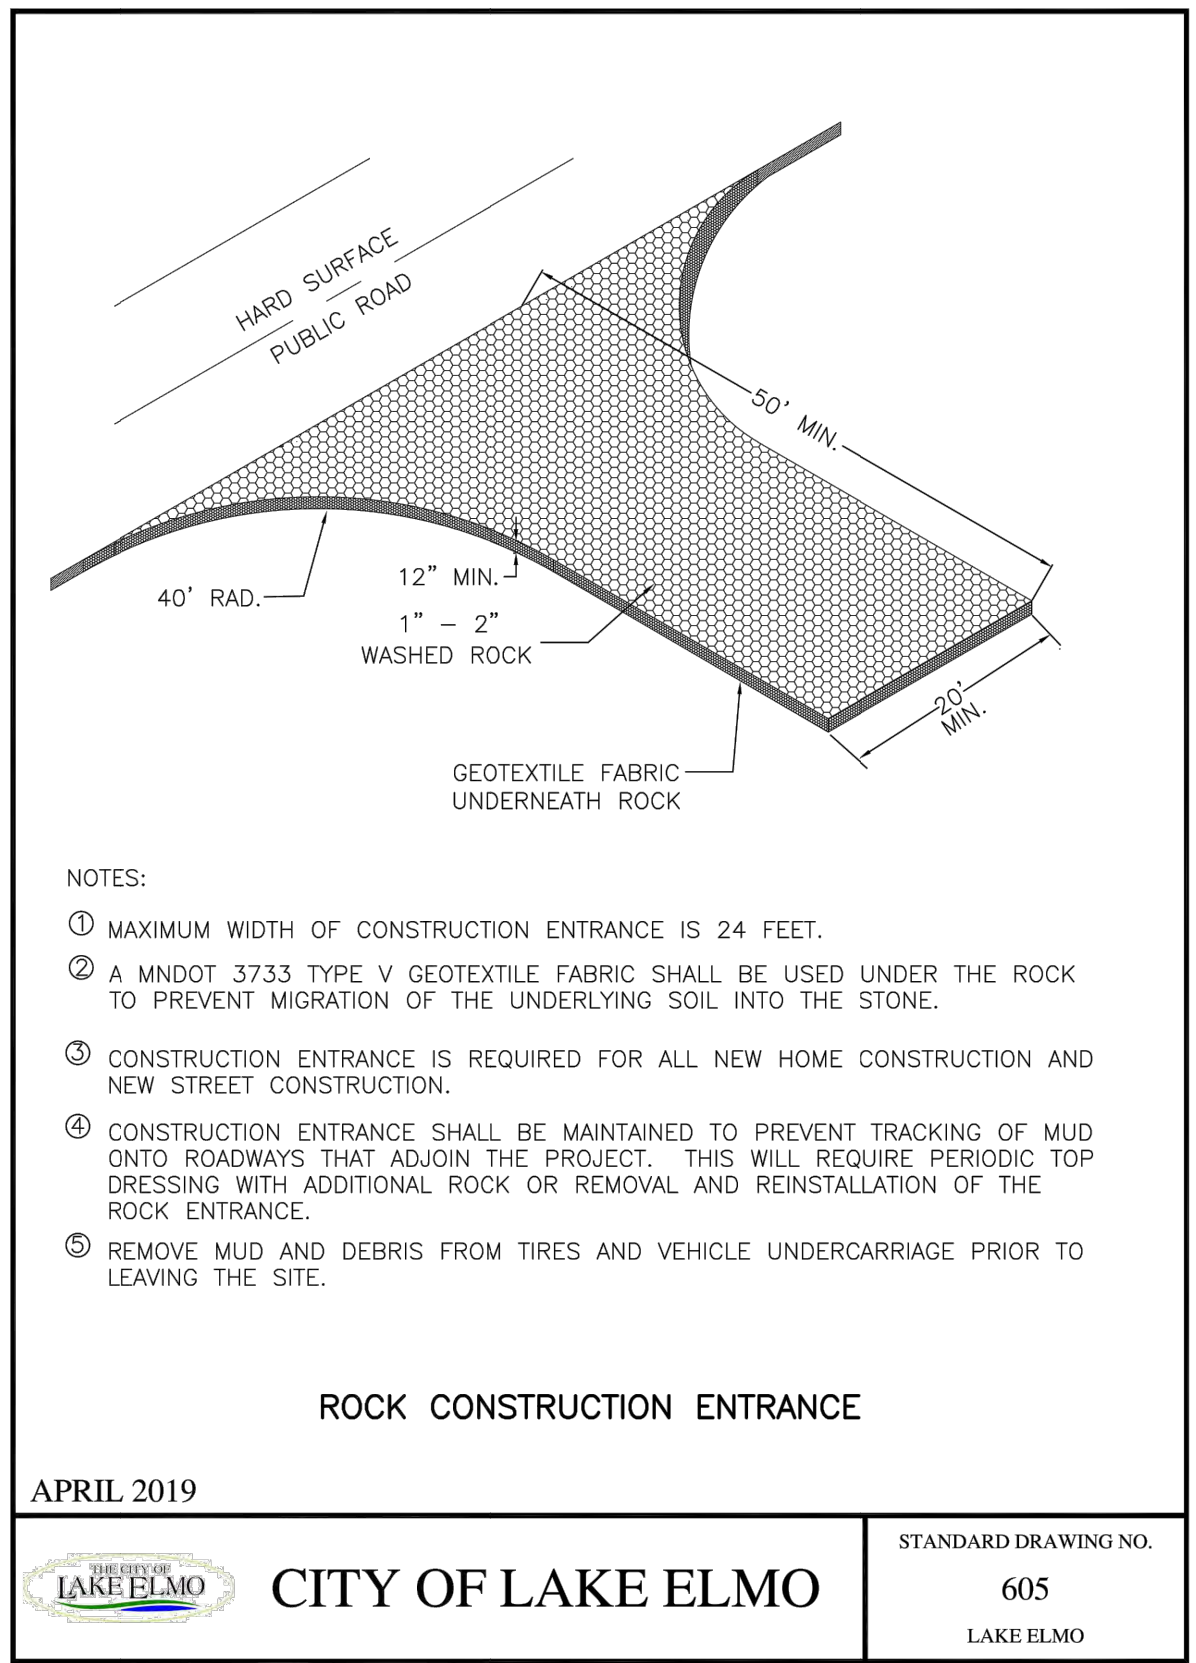 HARD SURFACE
PUBLIC ROAD
50' MIN.
12" MIN.
40' RAD.
1" - 2"
WASHED ROCK
20'
MIN.
GEOTEXTILE FABRIC
UNDERNEATH ROCK
NOTES:
① MAXIMUM WIDTH OF CONSTRUCTION ENTRANCE IS 24 FEET.
② A MNDOT 3733 TYPE V GEOTEXTILE FABRIC SHALL BE USED UNDER THE ROCK
TO PREVENT MIGRATION OF THE UNDERLYING SOIL INTO THE STONE.
③ CONSTRUCTION ENTRANCE IS REQUIRED FOR ALL NEW HOME CONSTRUCTION AND
NEW STREET CONSTRUCTION.
④ CONSTRUCTION ENTRANCE SHALL BE MAINTAINED TO PREVENT TRACKING OF MUD
ONTO ROADWAYS THAT ADJOIN THE PROJECT. THIS WILL REQUIRE PERIODIC TOP
DRESSING WITH ADDITIONAL ROCK OR REMOVAL AND REINSTALLATION OF THE
ROCK ENTRANCE.
⑤ REMOVE MUD AND DEBRIS FROM TIRES AND VEHICLE UNDERCARRIAGE PRIOR TO
LEAVING THE SITE.
ROCK CONSTRUCTION ENTRANCE
APRIL 2019
THE CITY OF
LAKE ELMO
CITY OF LAKE ELMO
STANDARD DRAWING NO.
605
LAKE ELMO